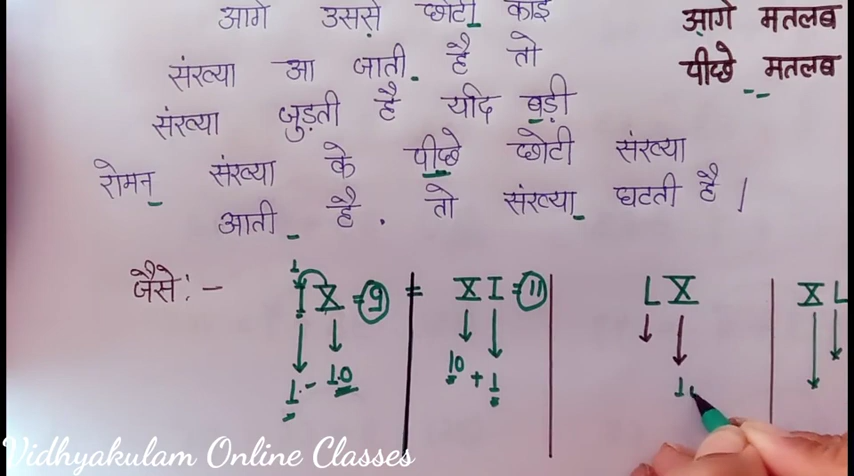 आगे उससे छोटी कोई
संख्या आ जाती है तो
संख्या जुड़ती है यदि बड़ी
रोमन संख्या के पीछे छोटी संख्या
आती है. तो संख्या घटती है।
आगे मतलब
पीछे मतलब
जैसे:- IX = 9 = XI = 11 LX XL
1 - 10 10 + 1
Vidhyakulam Online Classes